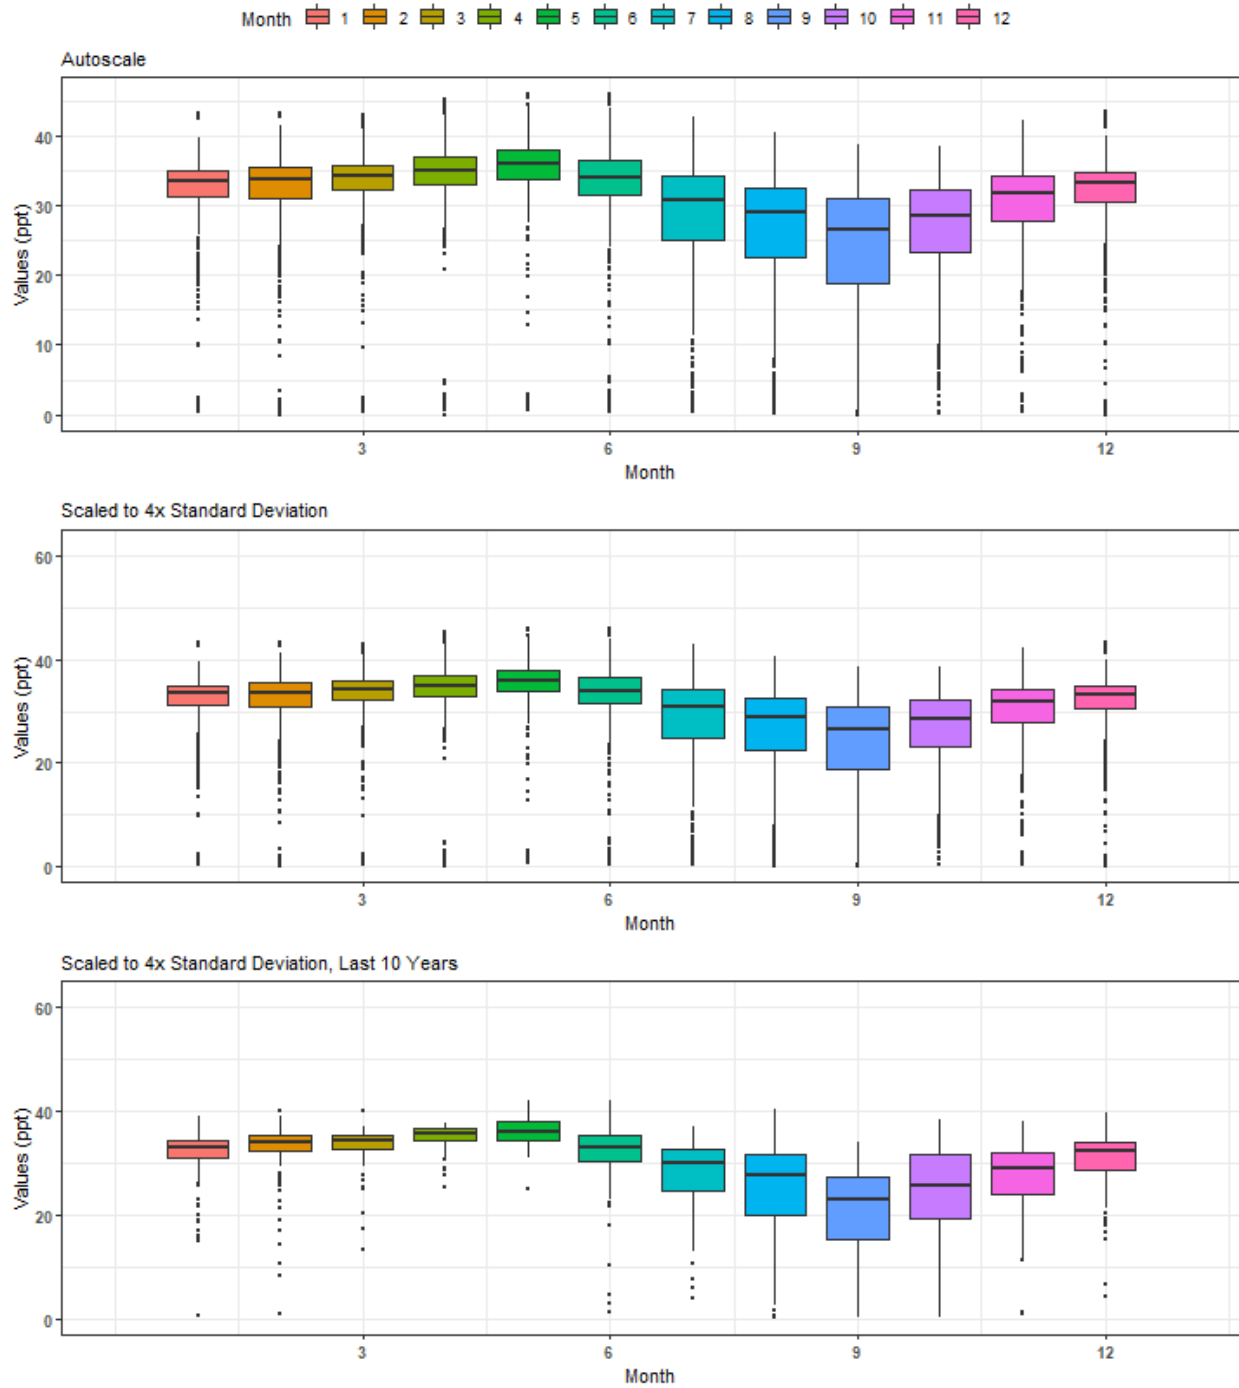 Month 1 2 3 4 5 6 7 8 9 10 11 12
Autoscale
Values (ppt)
40
30
20
10
0
3 6 9 12
Month
Scaled to 4x Standard Deviation
Values (ppt)
60
40
20
0
3 6 9 12
Month
Scaled to 4x Standard Deviation, Last 10 Years
Values (ppt)
60
40
20
0
3 6 9 12
Month